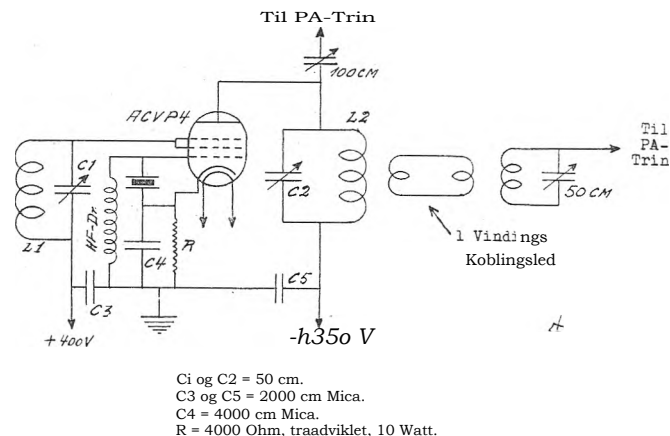 Til PA-Trin
100CM
ACVP4
L2
Til
PA-
Trin
C1
C2
50 CM
HF-Dr.
L1
C4
R
1 Vindings
Koblingsled
C3
C5
+400V
-h35o V
A
Ci og C2 = 50 cm.
C3 og C5 = 2000 cm Mica.
C4 = 4000 cm Mica.
R = 4000 Ohm, traadviklet, 10 Watt.